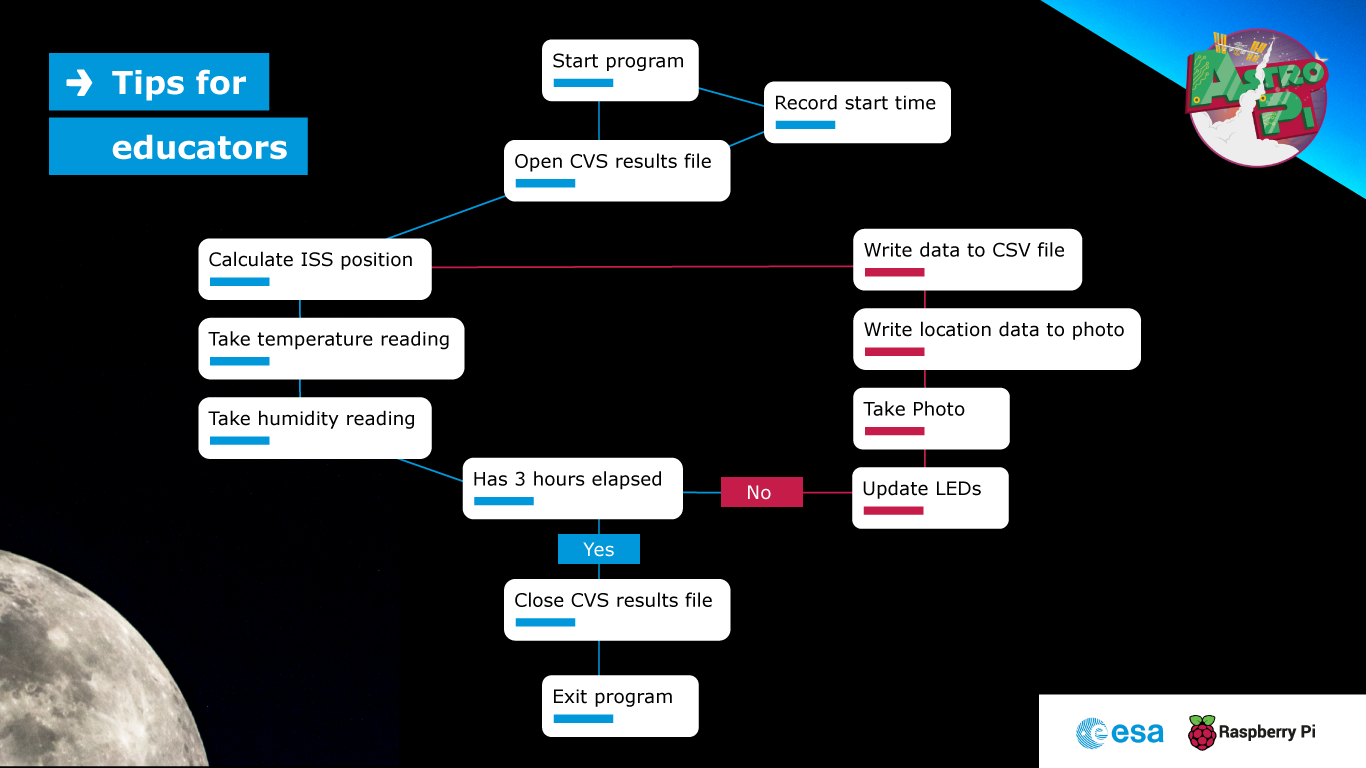 Tips for
educators
Start program
Record start time
Open CVS results file
Calculate ISS position
Take temperature reading
Take humidity reading
Has 3 hours elapsed
No
Update LEDs
Take Photo
Write location data to photo
Write data to CSV file
Yes
Close CVS results file
Exit program
ASTRO
Pi
esa
Raspberry Pi